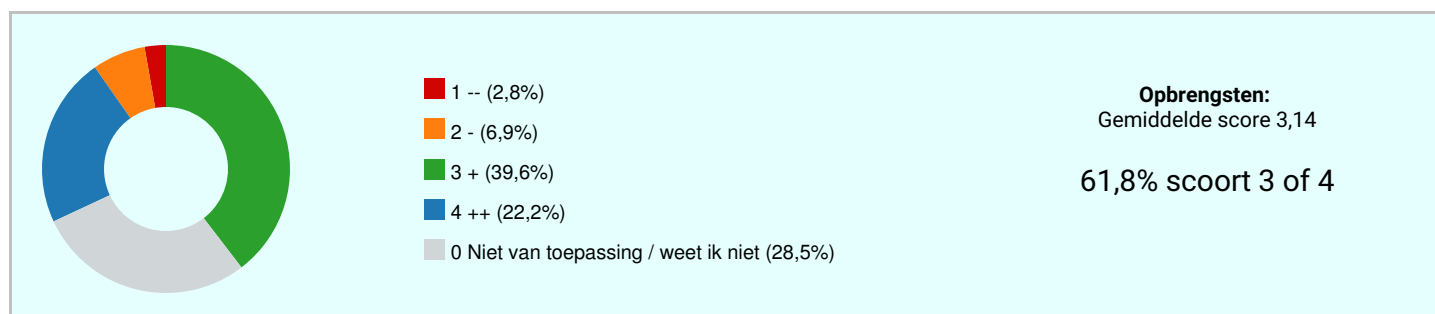 1 -- (2,8%)
2 - (6,9%)
3 + (39,6%)
4 ++ (22,2%)
0 Niet van toepassing / weet ik niet (28,5%)
Opbrengsten:
Gemiddelde score 3,14
61,8% scoort 3 of 4